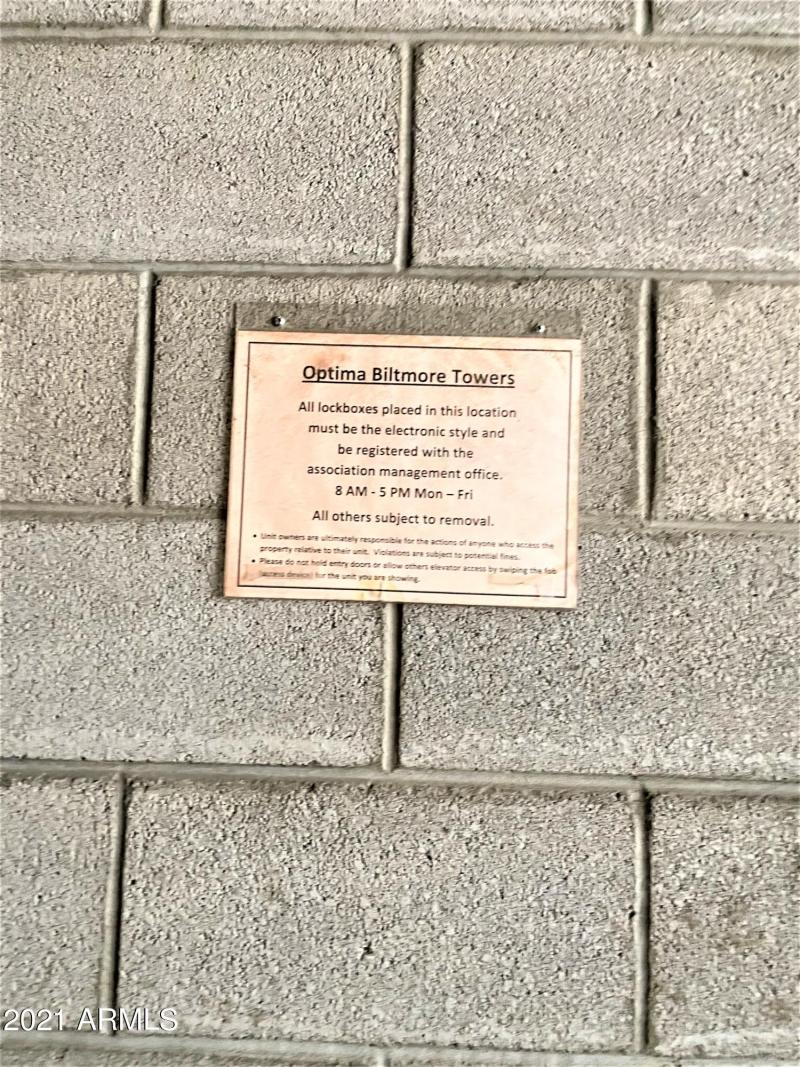 Optima Biltmore Towers
All lockboxes placed in this location
must be the electronic style and
be registered with the
association management office.
8 AM - 5 PM Mon – Fri
All others subject to removal.
• Unit owners are ultimately responsible for the actions of anyone who access the
property relative to their unit. Violations are subject to potential fines.
• Please do not hold entry doors or allow others elevator access by swiping the fob
(access device) for the unit you are showing.
2021 ARMLS